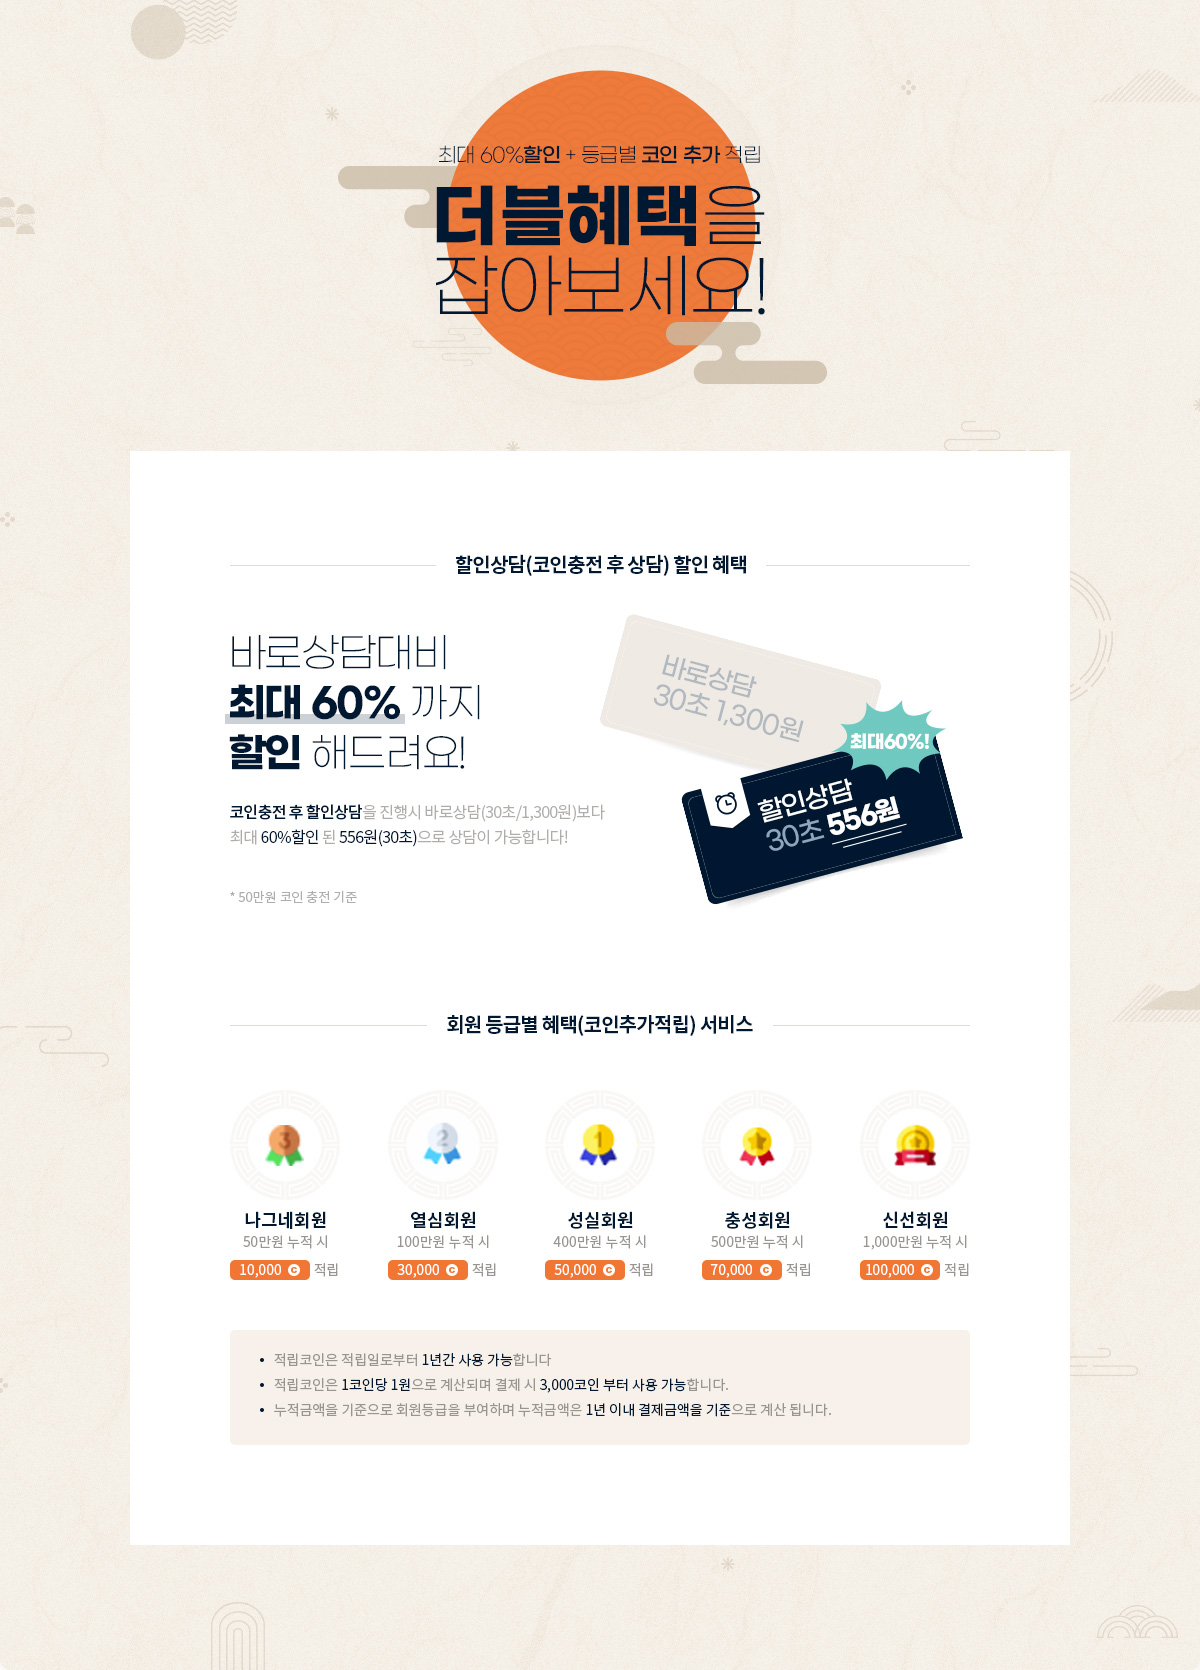 최대 60%할인 + 등급별 코인 추가 적립
더블혜택을
잡아보세요!
할인상담(코인충전 후 상담) 할인 혜택
바로상담대비
최대 60% 까지
할인 해드려요!
코인충전 후 할인상담을 진행시 바로상담(30초/1,300원)보다
최대 60%할인 된 556원(30초)으로 상담이 가능합니다!
* 50만원 코인 충전 기준
바로상담
30초 1,300원
최대60%!
할인상담
30초 556원
회원 등급별 혜택(코인추가적립) 서비스
3
2
1
나그네회원
50만원 누적 시
10,000 C 적립
열심회원
100만원 누적 시
30,000 C 적립
성실회원
400만원 누적 시
50,000 C 적립
충성회원
500만원 누적 시
70,000 C 적립
신선회원
1,000만원 누적 시
100,000 C 적립
• 적립코인은 적립일로부터 1년간 사용 가능합니다
• 적립코인은 1코인당 1원으로 계산되며 결제 시 3,000코인 부터 사용 가능합니다.
• 누적금액을 기준으로 회원등급을 부여하며 누적금액은 1년 이내 결제금액을 기준으로 계산 됩니다.